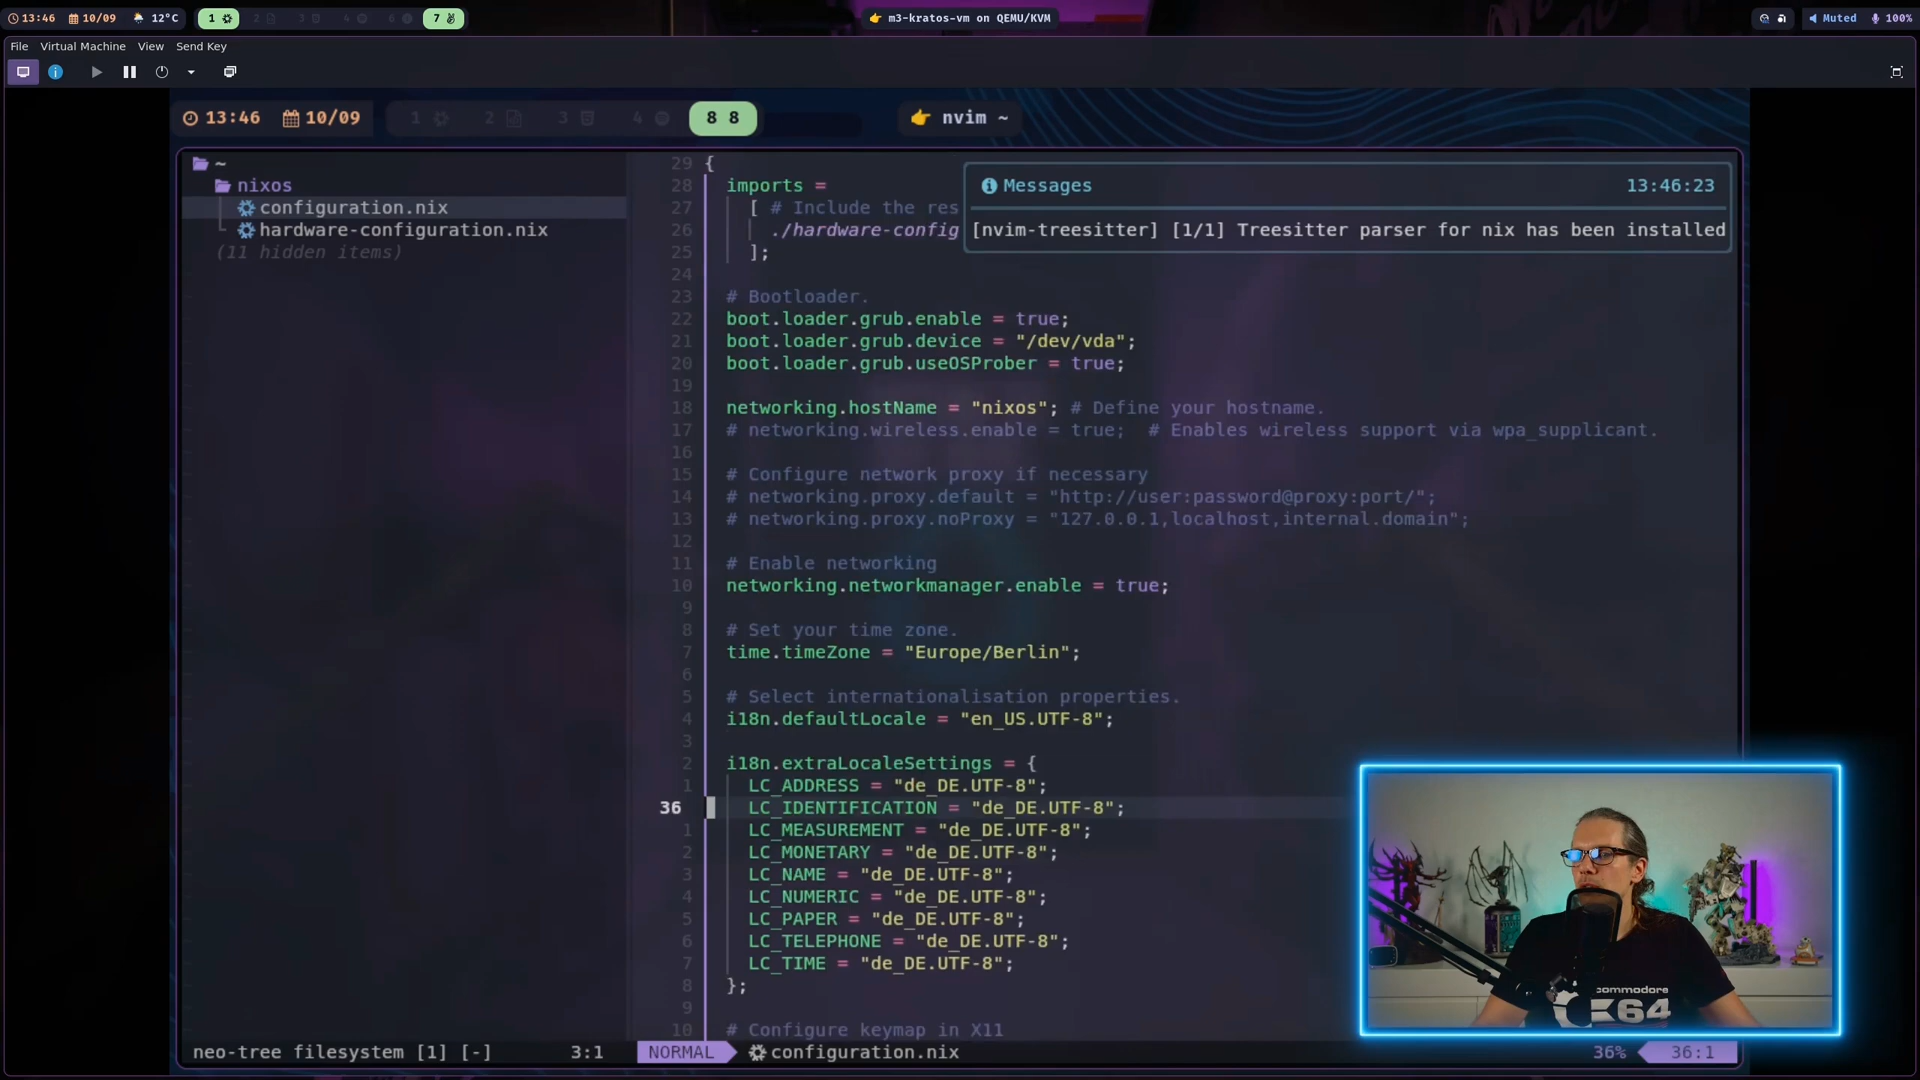 13:46 10/09 12°C 1 2 3 4 6 7 m3-kratos-vm on QEMU/KVM Muted 100%
File Virtual Machine View Send Key
13:46 10/09 1 2 3 4 8 8 nvim ~
~
nixos
configuration.nix
hardware-configuration.nix
(11 hidden items)
Messages 13:46:23
[nvim-treesitter] [1/1] Treesitter parser for nix has been installed
29 {
28 imports =
27 [ # Include the res
26 ./hardware-config
25 ];
24
23 # Bootloader.
22 boot.loader.grub.enable = true;
21 boot.loader.grub.device = "/dev/vda";
20 boot.loader.grub.useOSProber = true;
19
18 networking.hostName = "nixos"; # Define your hostname.
17 # networking.wireless.enable = true;  # Enables wireless support via wpa_supplicant.
16
15 # Configure network proxy if necessary
14 # networking.proxy.default = "http://user:password@proxy:port/";
13 # networking.proxy.noProxy = "127.0.0.1,localhost,internal.domain";
12
11 # Enable networking
10 networking.networkmanager.enable = true;
9
8 # Set your time zone.
7 time.timeZone = "Europe/Berlin";
6
5 # Select internationalisation properties.
4 i18n.defaultLocale = "en_US.UTF-8";
3
2 i18n.extraLocaleSettings = {
1 LC_ADDRESS = "de_DE.UTF-8";
36 LC_IDENTIFICATION = "de_DE.UTF-8";
1 LC_MEASUREMENT = "de_DE.UTF-8";
2 LC_MONETARY = "de_DE.UTF-8";
3 LC_NAME = "de_DE.UTF-8";
4 LC_NUMERIC = "de_DE.UTF-8";
5 LC_PAPER = "de_DE.UTF-8";
6 LC_TELEPHONE = "de_DE.UTF-8";
7 LC_TIME = "de_DE.UTF-8";
8 };
9
10 # Configure keymap in X11
neo-tree filesystem [1] [-] 3:1 NORMAL configuration.nix 36% 36:1
commodore
64